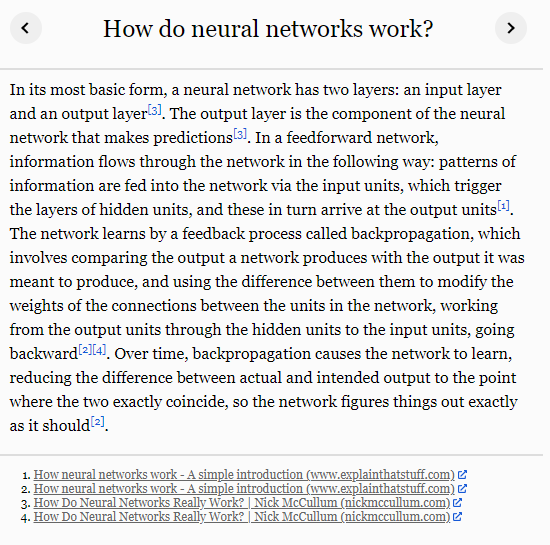 How do neural networks work?
In its most basic form, a neural network has two layers: an input layer
and an output layer[3]. The output layer is the component of the neural
network that makes predictions[3]. In a feedforward network,
information flows through the network in the following way: patterns of
information are fed into the network via the input units, which trigger
the layers of hidden units, and these in turn arrive at the output units[1].
The network learns by a feedback process called backpropagation, which
involves comparing the output a network produces with the output it was
meant to produce, and using the difference between them to modify the
weights of the connections between the units in the network, working
from the output units through the hidden units to the input units, going
backward[2][4]. Over time, backpropagation causes the network to learn,
reducing the difference between actual and intended output to the point
where the two exactly coincide, so the network figures things out exactly
as it should[2].
1. How neural networks work - A simple introduction (www.explainthatstuff.com)
2. How neural networks work - A simple introduction (www.explainthatstuff.com)
3. How Do Neural Networks Really Work? | Nick McCullum (nickmccullum.com)
4. How Do Neural Networks Really Work? | Nick McCullum (nickmccullum.com)